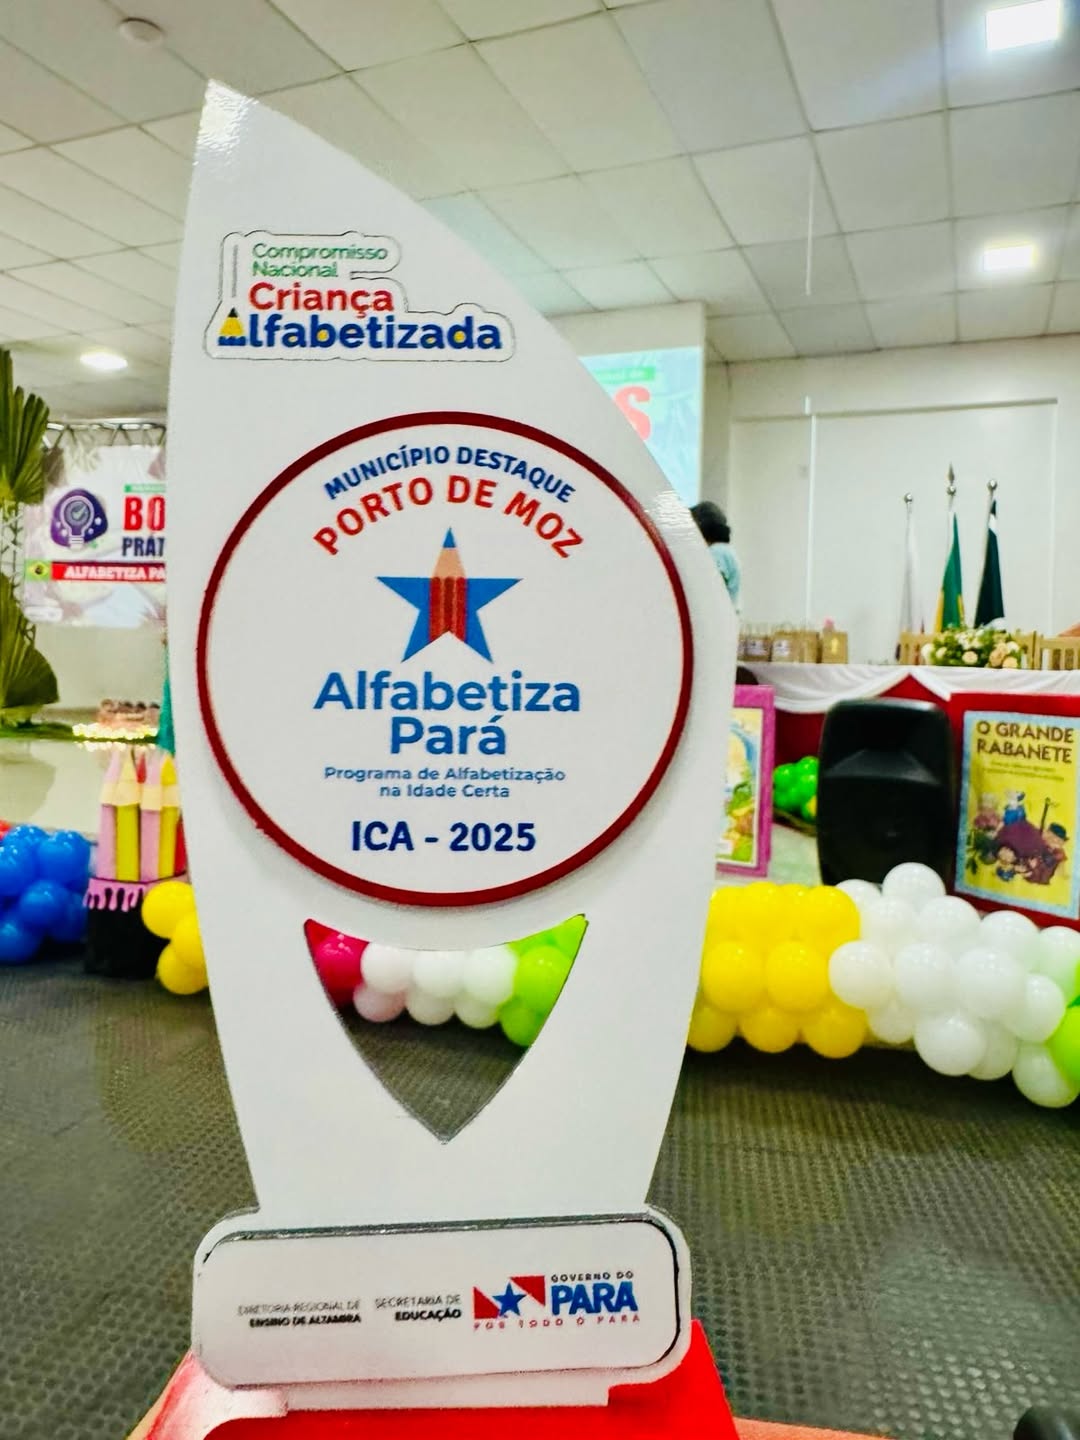 Compromisso
Nacional
Criança
Alfabetizada
MUNICÍPIO DESTAQUE
PORTO DE MOZ
Alfabetiza
Pará
Programa de Alfabetização
na Idade Certa
ICA - 2025
DIRETORIA REGIONAL DE
ENSINO DE ALTAMIRA
SECRETARIA DE
EDUCAÇÃO
GOVERNO DO
PARÁ
POR TODO O PARÁ
BO
PRÁT
ALFABETIZA PA
S
O GRANDE
RABANETE